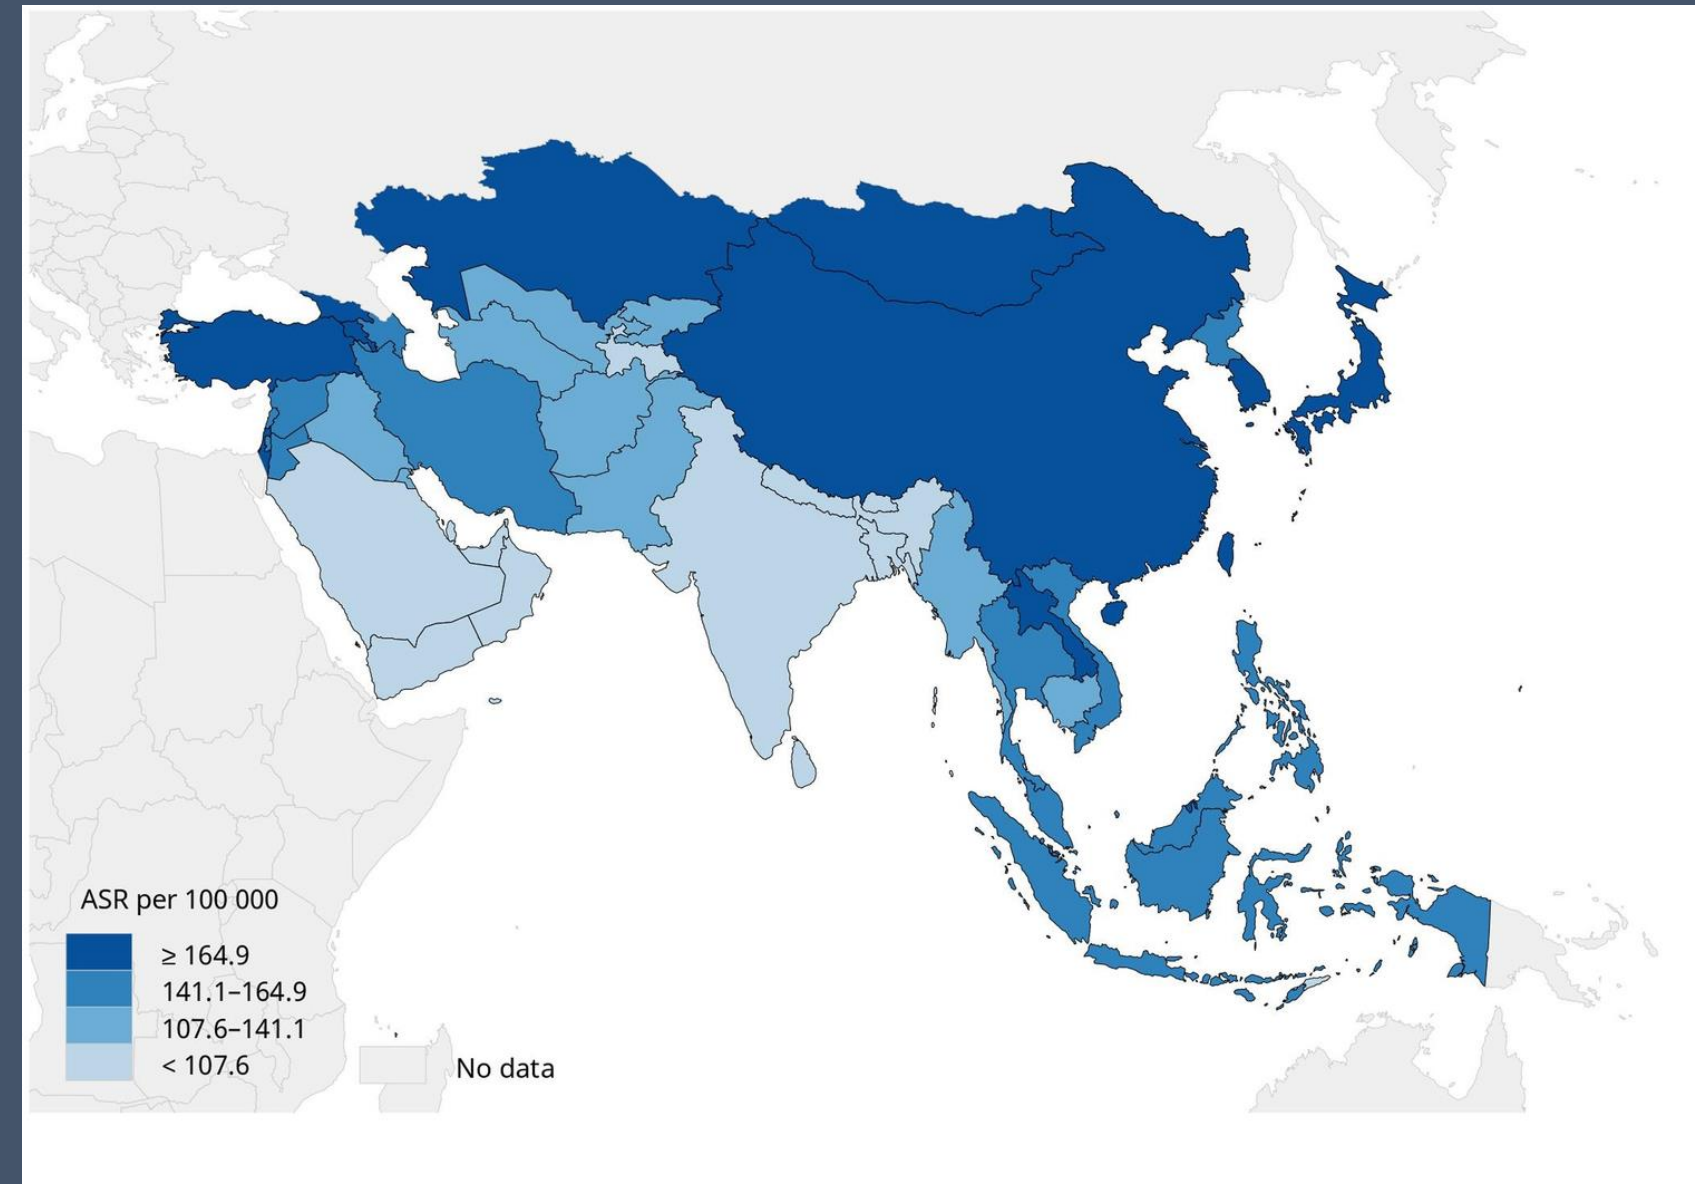 ASR per 100 000
≥ 164.9
141.1–164.9
107.6–141.1
< 107.6
No data